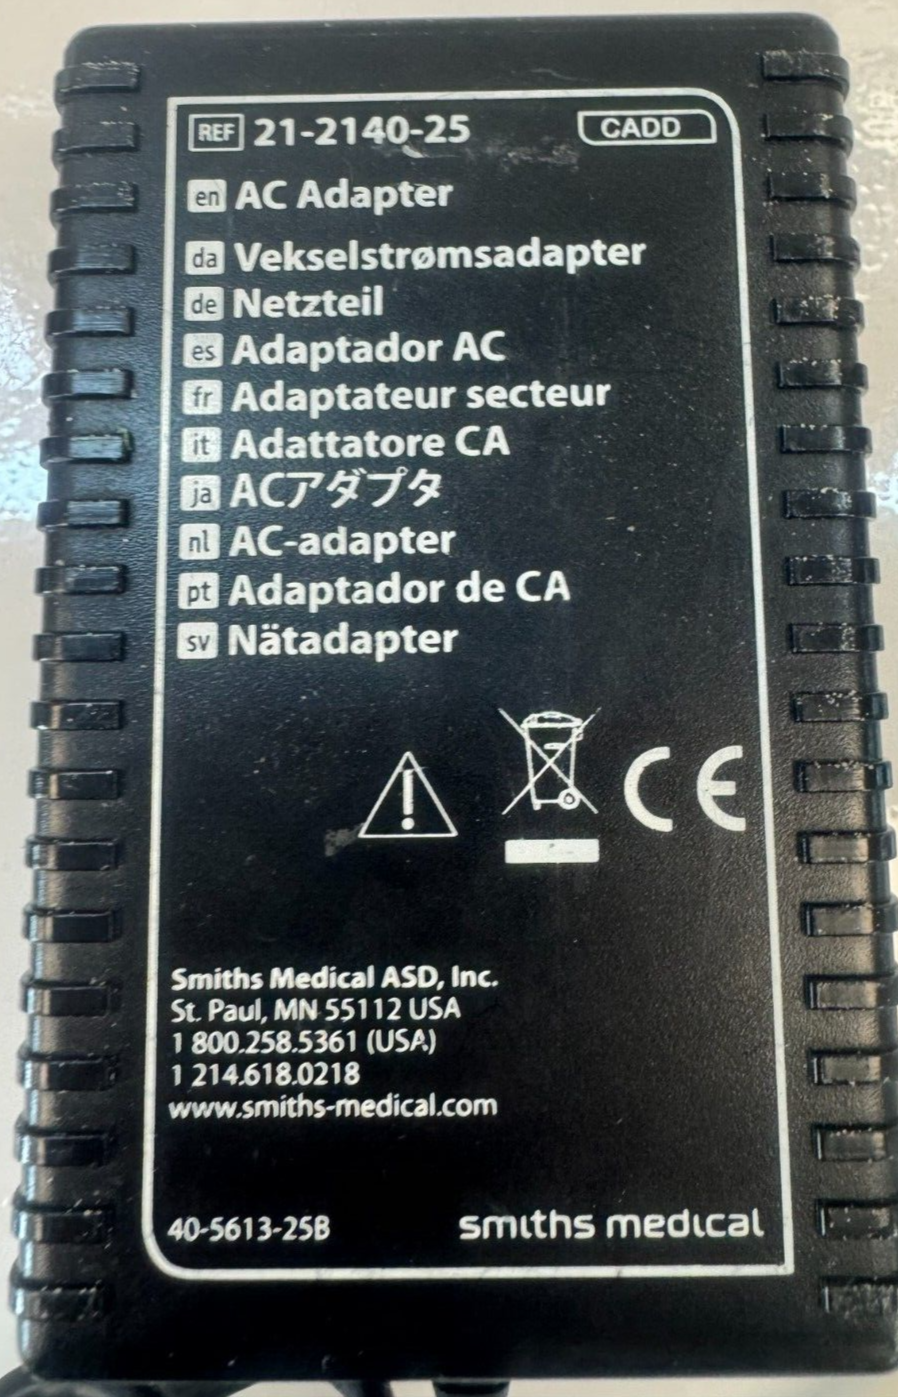 REF 21-2140-25 CADD
en AC Adapter
da Vekselstrømsadapter
de Netzteil
es Adaptador AC
fr Adaptateur secteur
it Adattatore CA
ja ACアダプタ
nl AC-adapter
pt Adaptador de CA
sv Nätadapter
CE
Smiths Medical ASD, Inc.
St. Paul, MN 55112 USA
1 800.258.5361 (USA)
1 214.618.0218
www.smiths-medical.com
40-5613-25B smiths medical